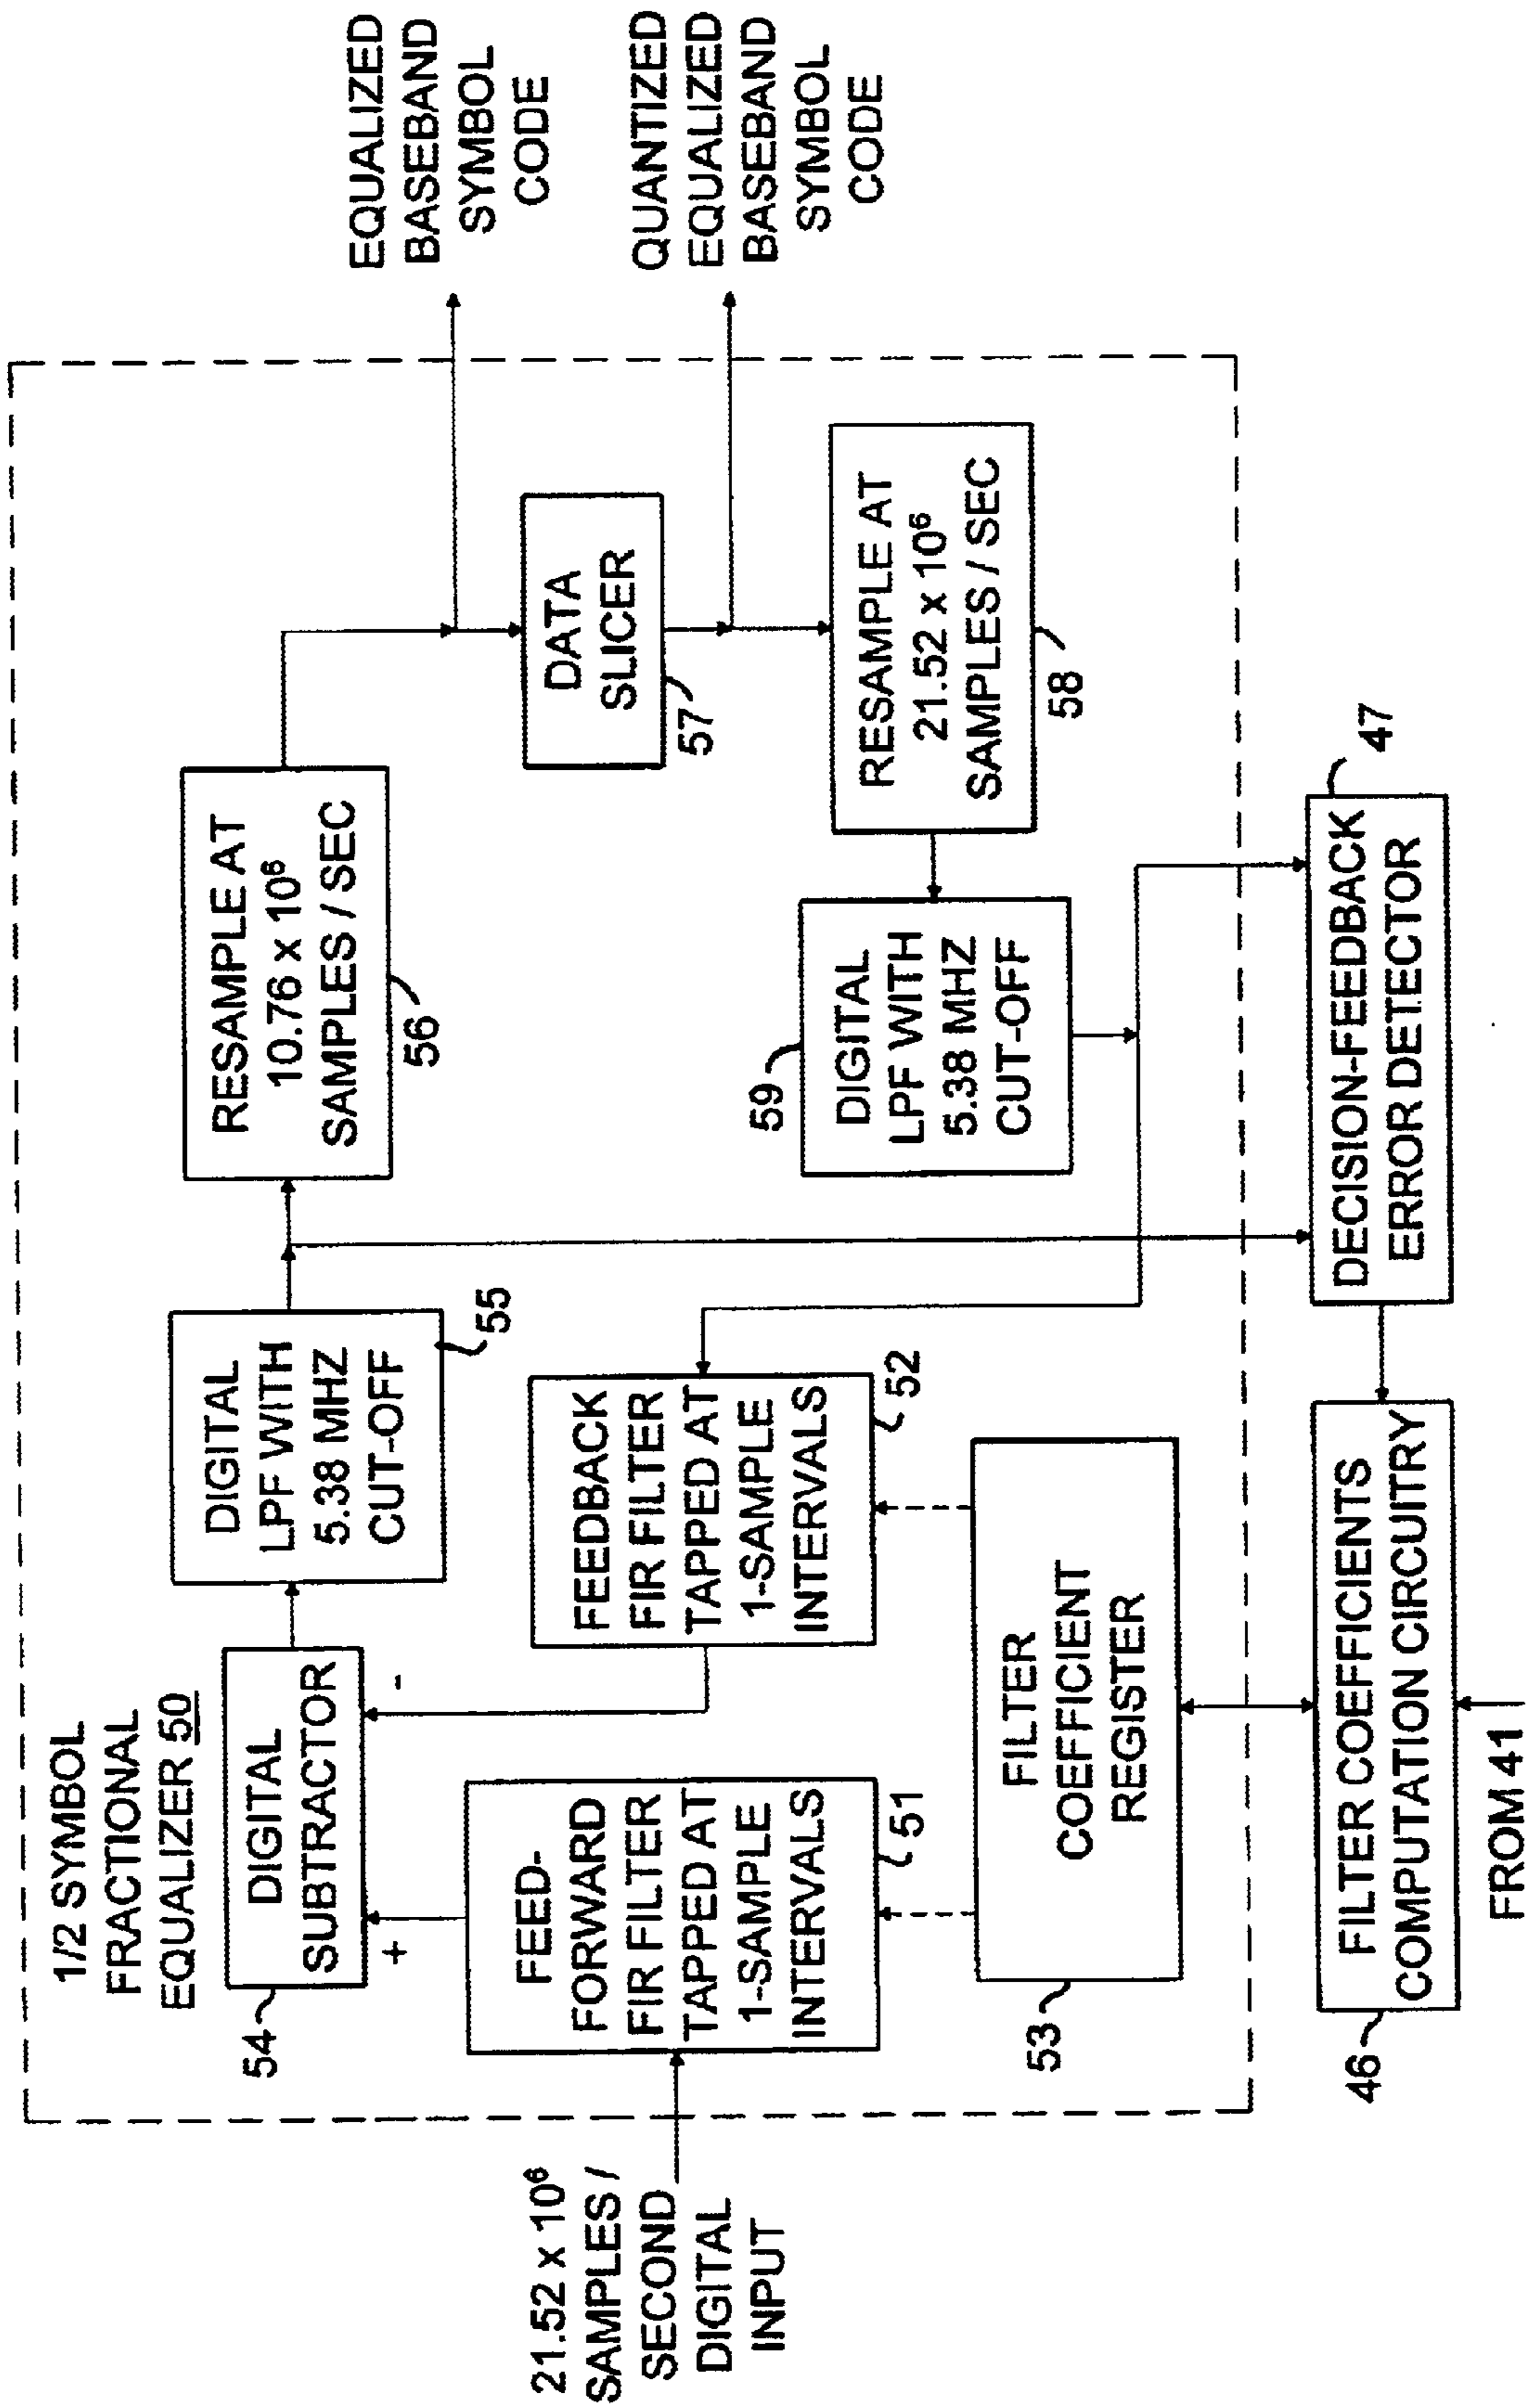 1/2 SYMBOL
FRACTIONAL
EQUALIZER 50
54
DIGITAL
SUBTRACTOR
+
-
DIGITAL
LPF WITH
5.38 MHZ
CUT-OFF
55
RESAMPLE AT
10.76 x 10⁶
SAMPLES / SEC
56
EQUALIZED
BASEBAND
SYMBOL
CODE
DATA
SLICER
57
QUANTIZED
EQUALIZED
BASEBAND
SYMBOL
CODE
21.52 x 10⁶
SAMPLES /
SECOND
DIGITAL
INPUT
FEED-
FORWARD
FIR FILTER
TAPPED AT
1-SAMPLE
INTERVALS
51
FEEDBACK
FIR FILTER
TAPPED AT
1-SAMPLE
INTERVALS
52
59
DIGITAL
LPF WITH
5.38 MHZ
CUT-OFF
RESAMPLE AT
21.52 x 10⁶
SAMPLES / SEC
58
53
FILTER
COEFFICIENT
REGISTER
46
FILTER COEFFICIENTS
COMPUTATION CIRCUITRY
DECISION-FEEDBACK
ERROR DETECTOR
47
FROM 41